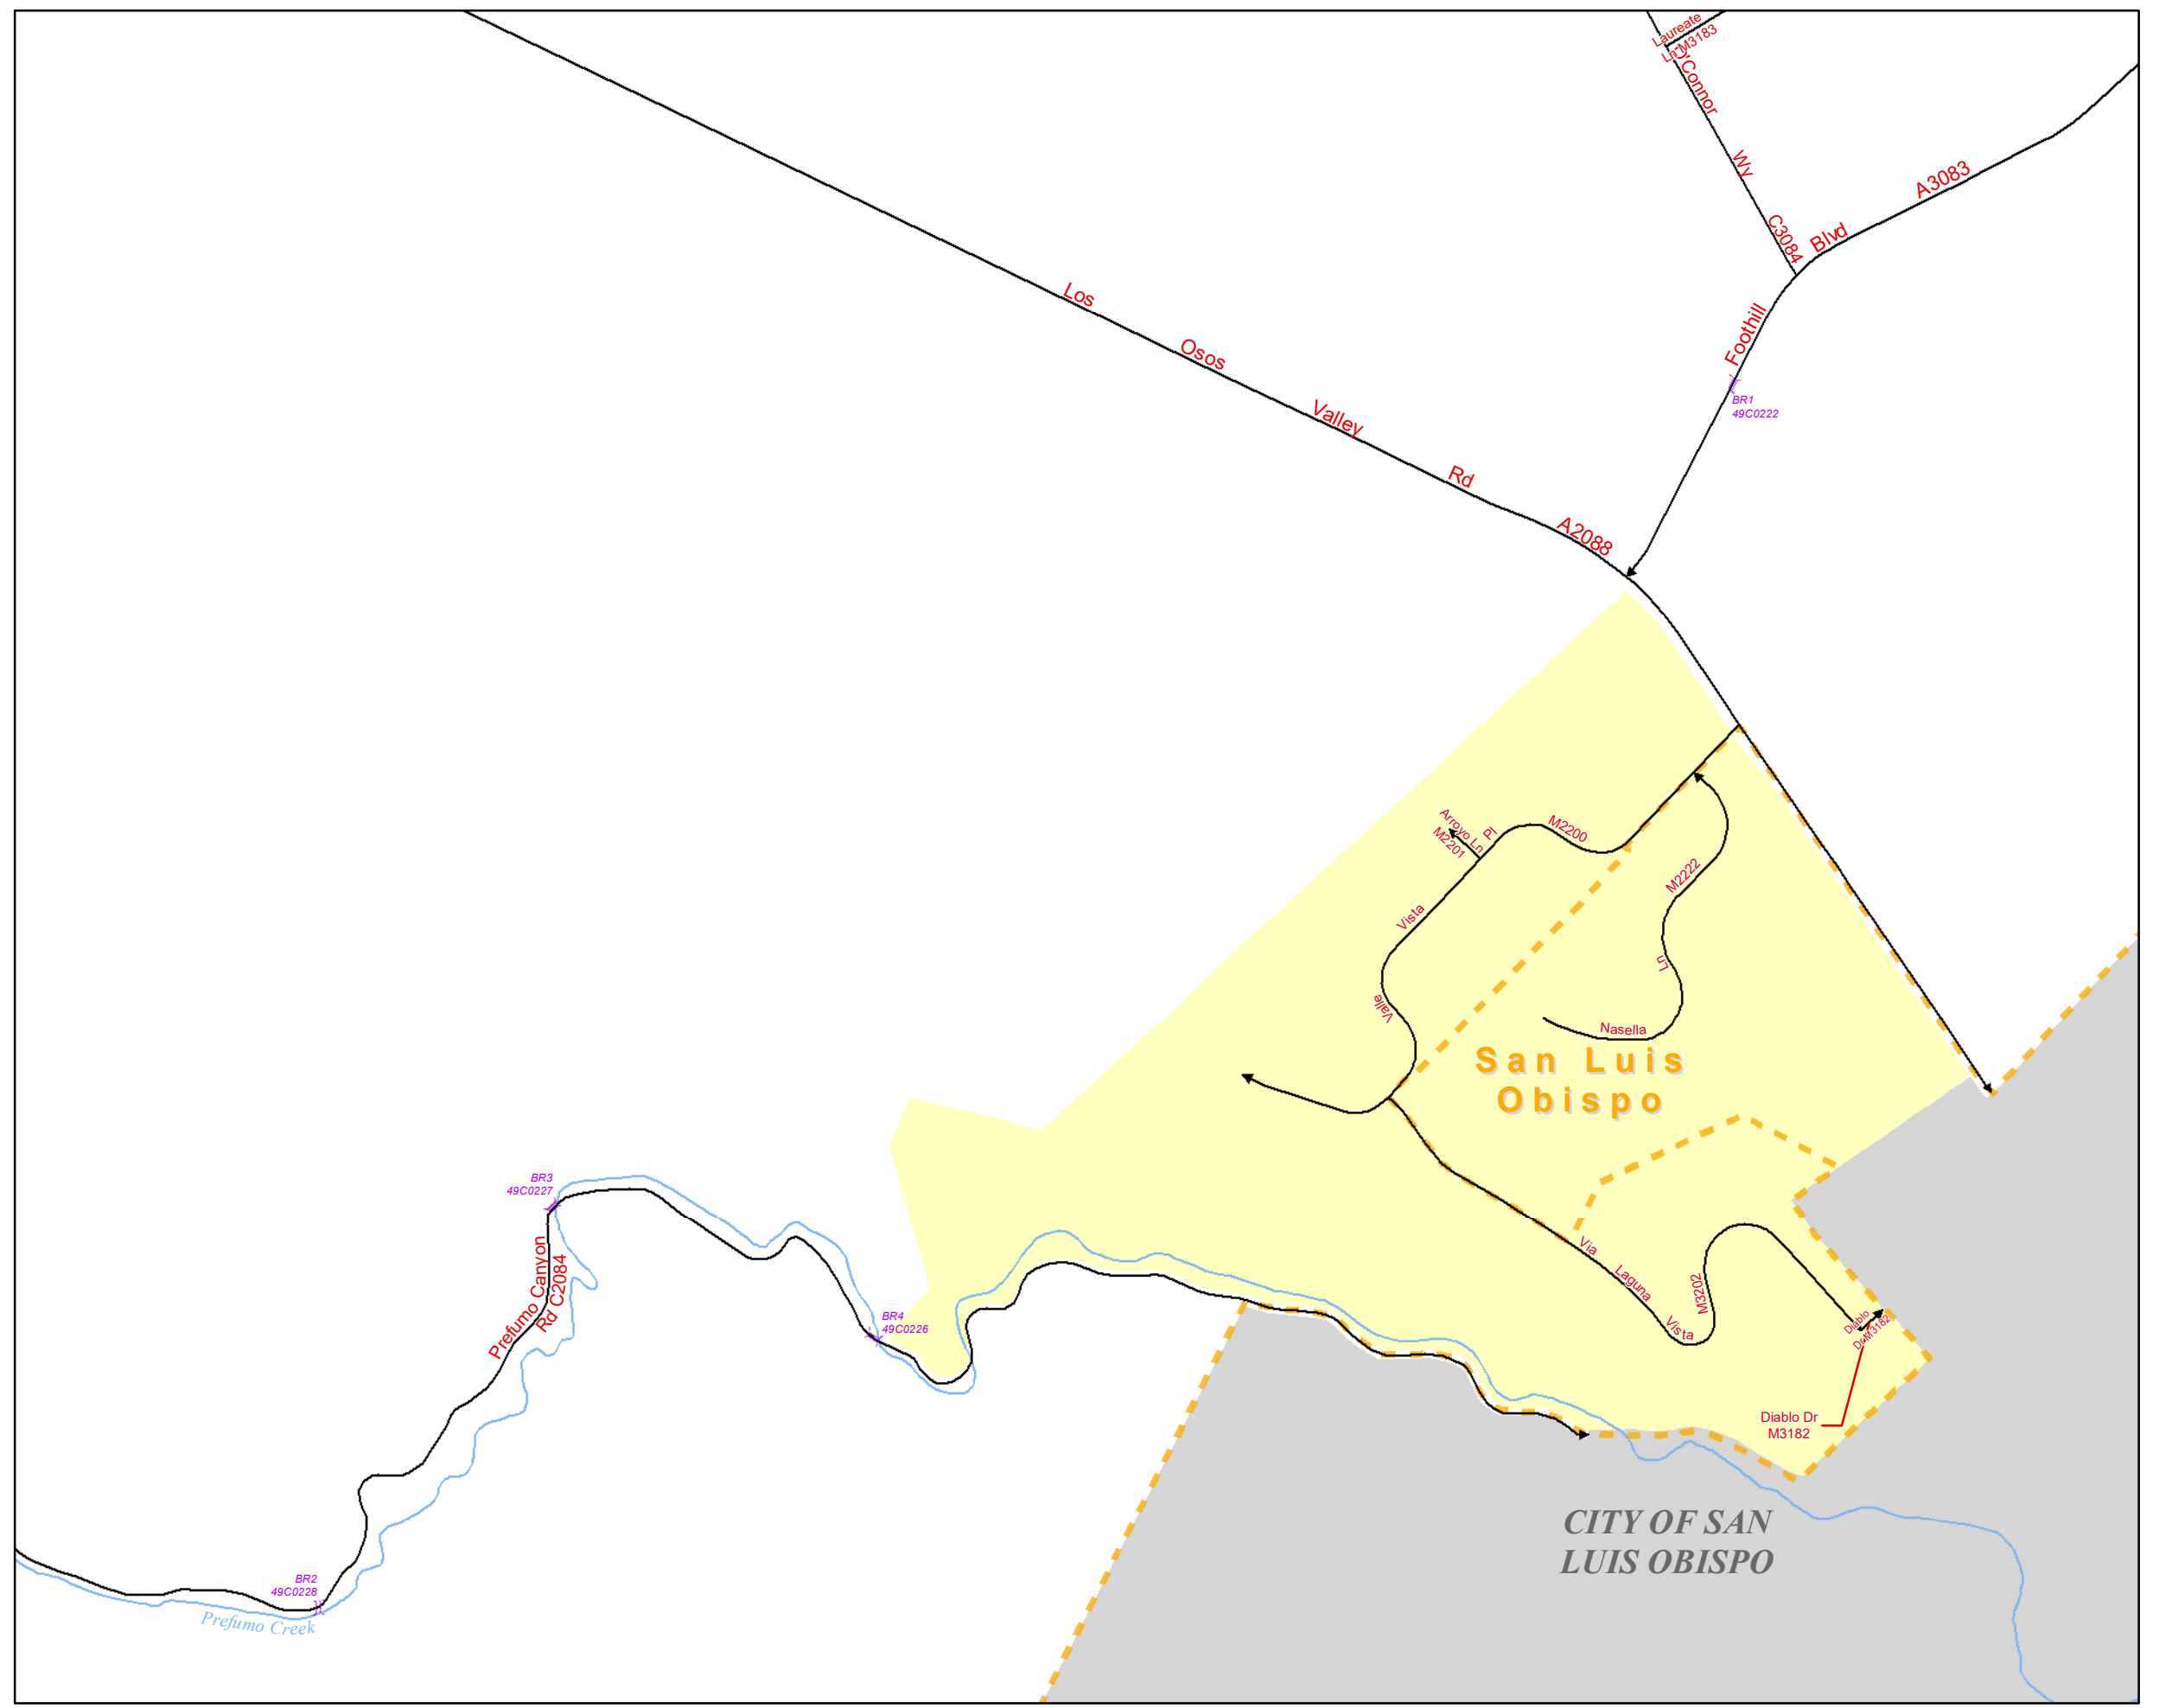 Laureate
Ln M3183
O'Connor
Wy
C3084
A3083
Blvd
Foothill
BR1
49C0222
Los
Osos
Valley
Rd
A2088
Arroyo Ln
M2201
Pl
M2200
Vista
Valle
M2222
Ln
Nasella
San Luis
Obispo
Via
Laguna
Vista
M3202
Diablo
Dr M3182
Diablo Dr
M3182
BR3
49C0227
Prefumo Canyon
Rd C2084
BR4
49C0226
BR2
49C0228
Prefumo Creek
CITY OF SAN
LUIS OBISPO